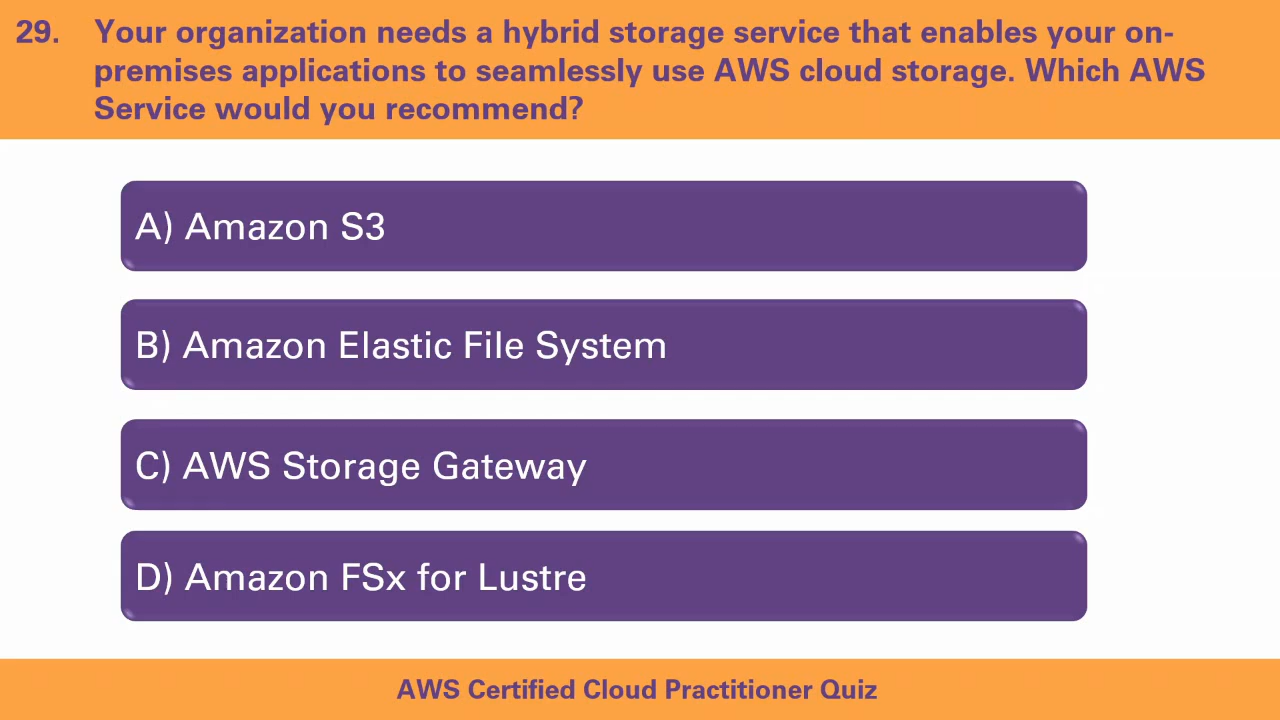 29. Your organization needs a hybrid storage service that enables your on-
premises applications to seamlessly use AWS cloud storage. Which AWS
Service would you recommend?
A) Amazon S3
B) Amazon Elastic File System
C) AWS Storage Gateway
D) Amazon FSx for Lustre
AWS Certified Cloud Practitioner Quiz